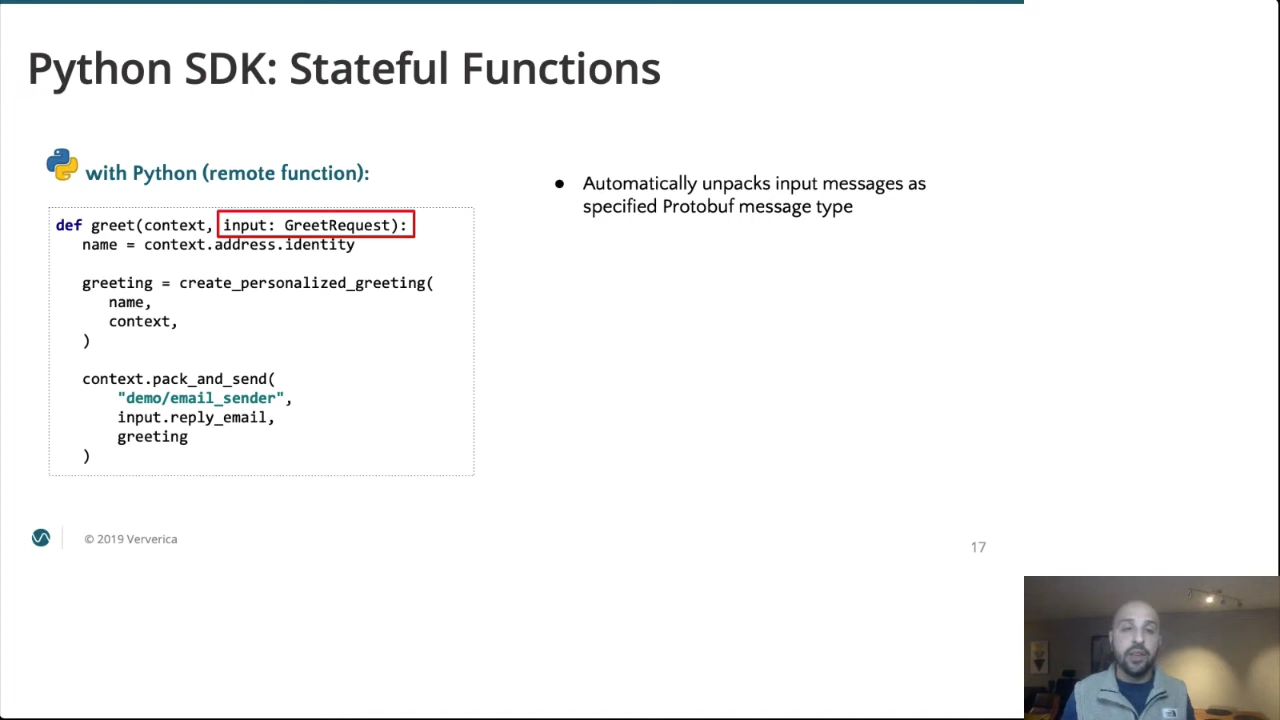 Python SDK: Stateful Functions
with Python (remote function):
def greet(context, input: GreetRequest):
name = context.address.identity
greeting = create_personalized_greeting(
name,
context,
)
context.pack_and_send(
"demo/email_sender",
input.reply_email,
greeting
)
● Automatically unpacks input messages as
specified Protobuf message type
© 2019 Ververica
17